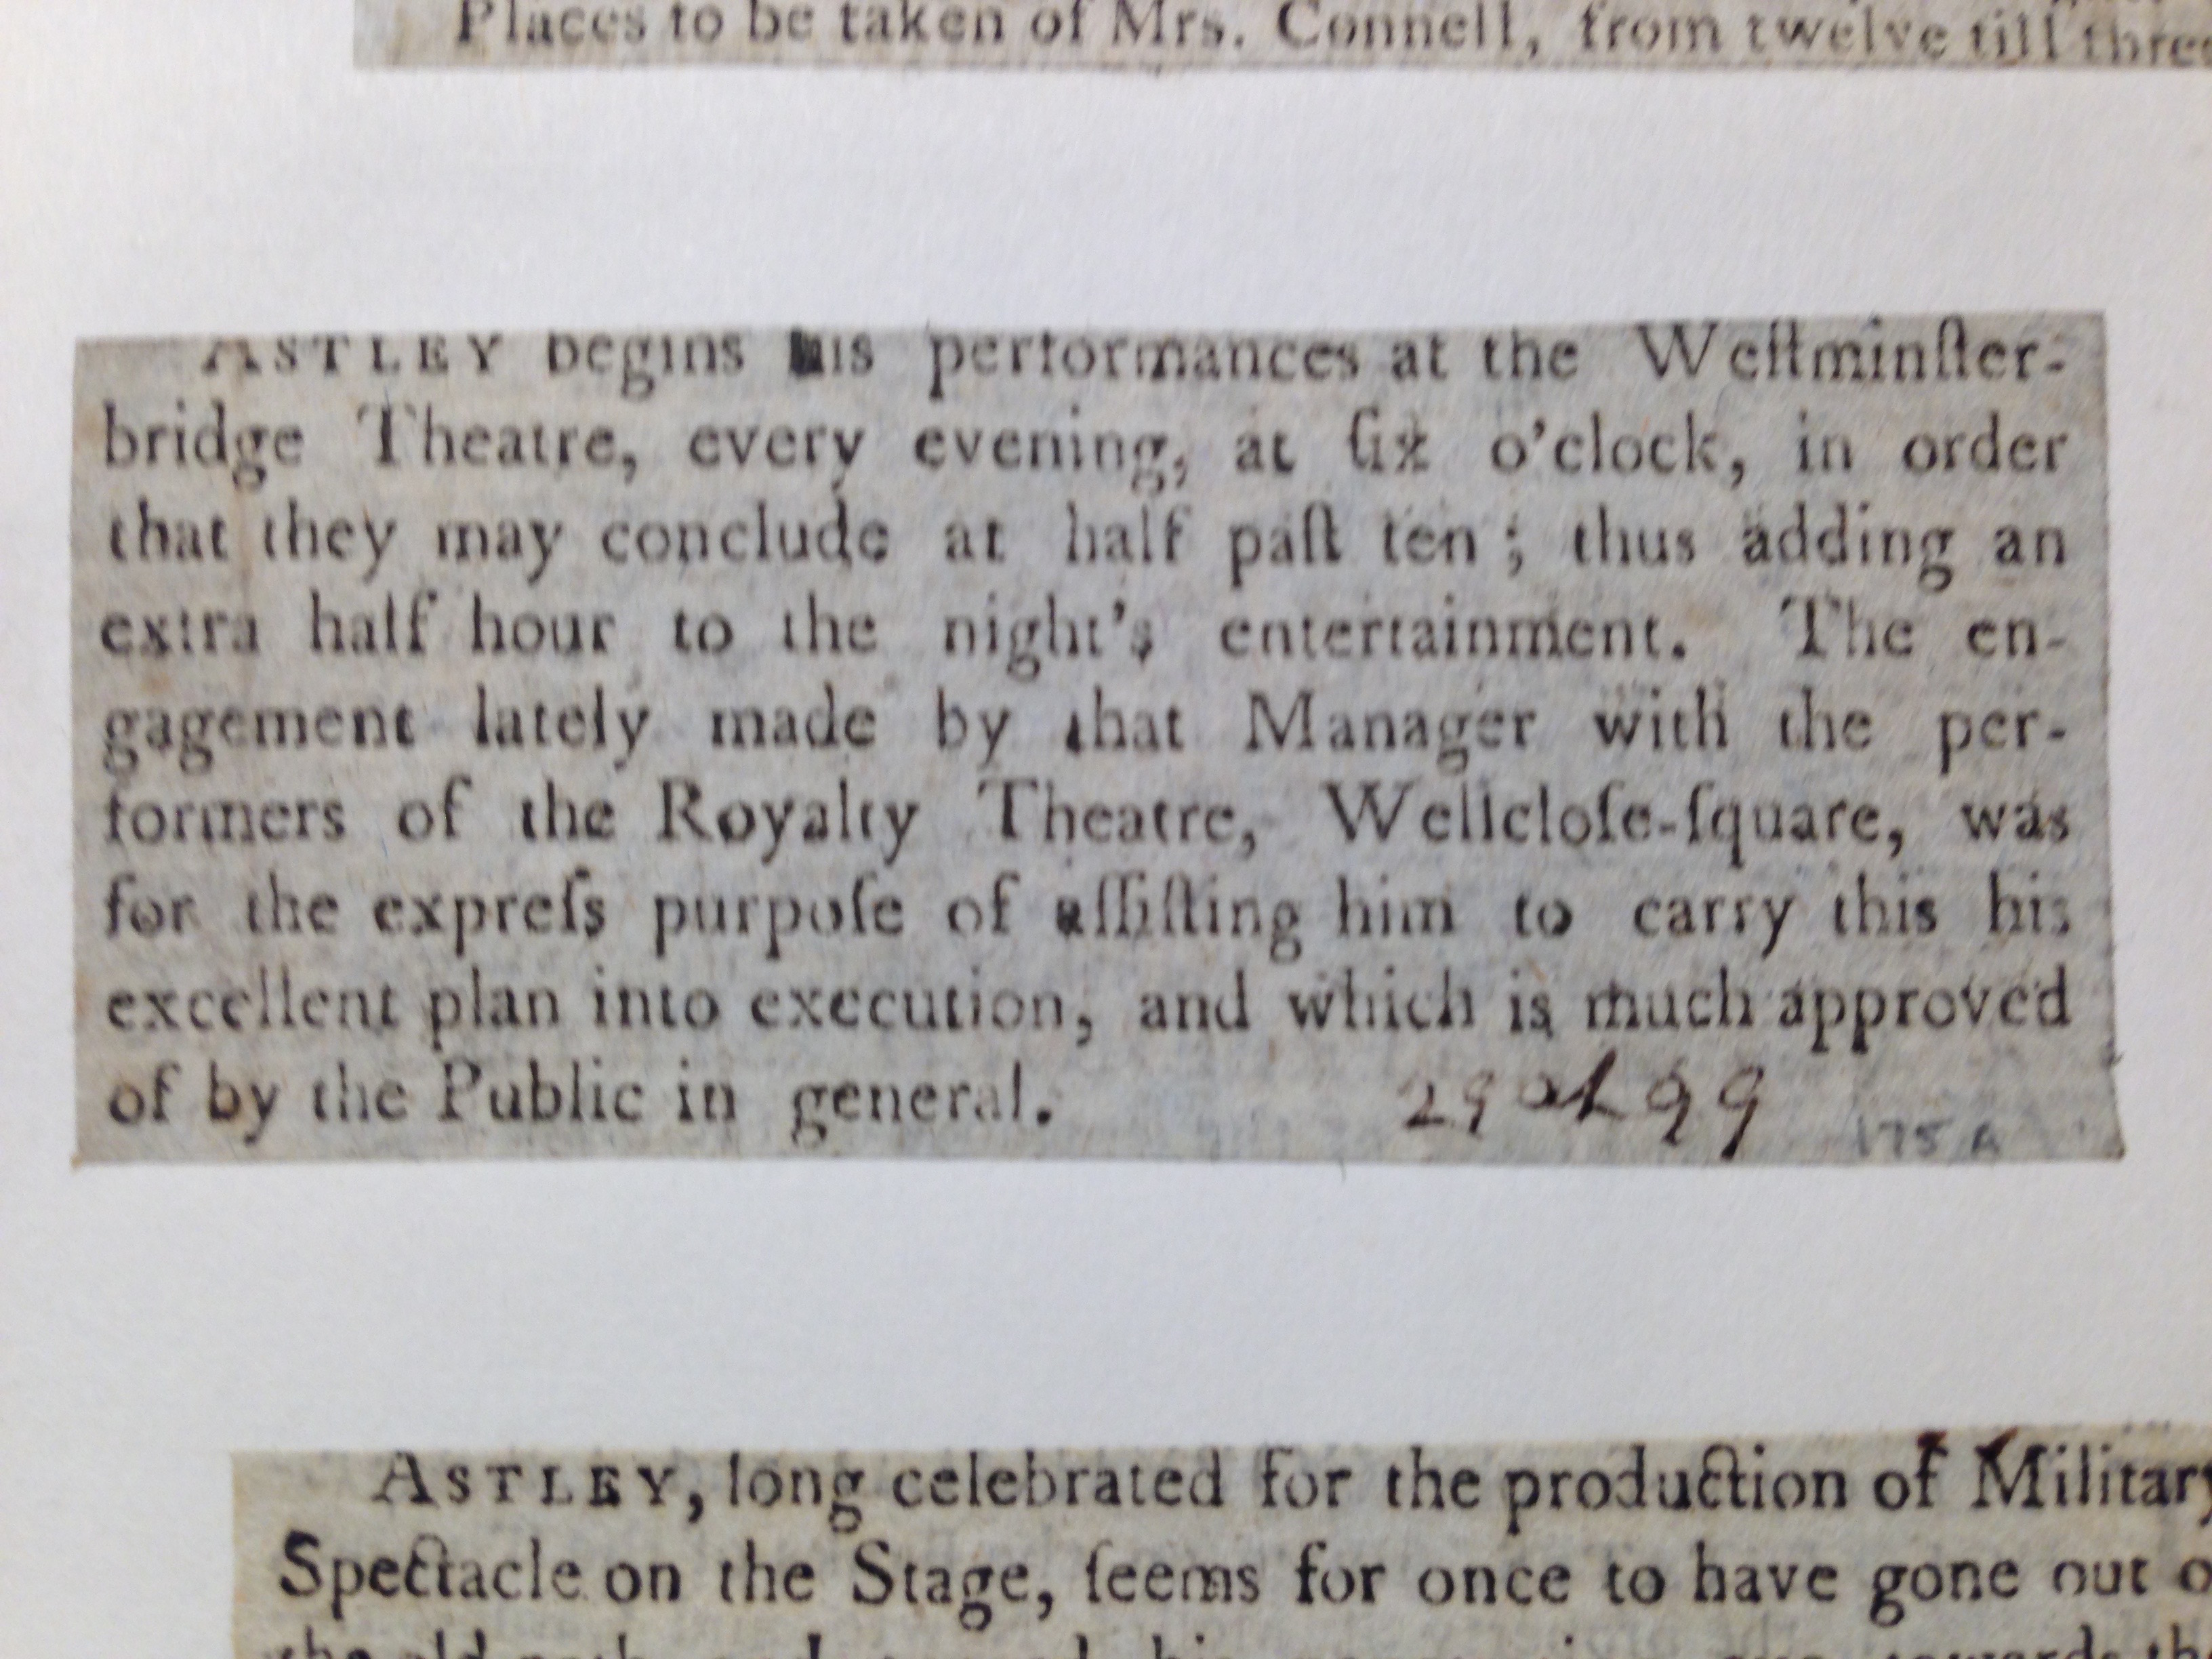 Places to be taken of Mrs. Connell, from twelve till three
ASTLEY begins his performances at the Weſtminſter-
bridge Theatre, every evening, at ſix o'clock, in order
that they may conclude at half paſt ten; thus adding an
extra half hour to the night's entertainment. The en-
gagement lately made by that Manager with the per-
formers of the Royalty Theatre, Wellcloſe-ſquare, was
for the expreſs purpoſe of aſſiſting him to carry this his
excellent plan into execution, and which is much approved
of by the Public in general. 29 99
175 A
ASTLEY, long celebrated for the production of Military
Spectacle on the Stage, ſeems for once to have gone out o